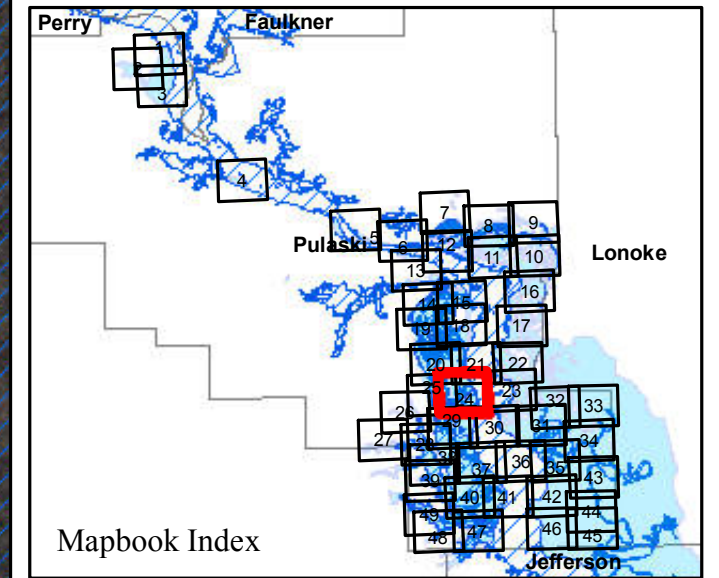 Perry Faulkner
1
2
3
4
7 8 9
5 6 12 11 10
Pulaski Lonoke
13
16
14 15
19 18 17
20 21 22
25 24 23 32 33
26 29 30 31
27 28 34
38 37 36 35
39 43
40 41 42 44
49 47 46 45
48
Mapbook Index
Jefferson